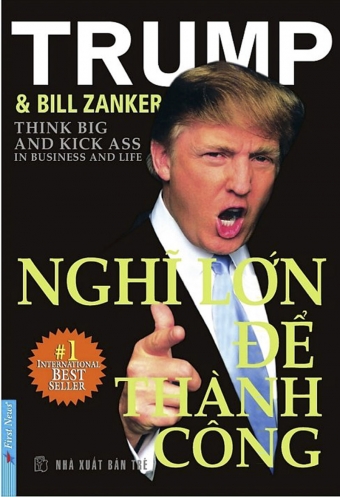 TRUMP
& BILL ZANKER
THINK BIG
AND KICK ASS
IN BUSINESS AND LIFE
NGHĨ LỚN
ĐỂ
THÀNH
CÔNG
#1
INTERNATIONAL
BEST
SELLER
First News
NHÀ XUẤT BẢN TRẺ